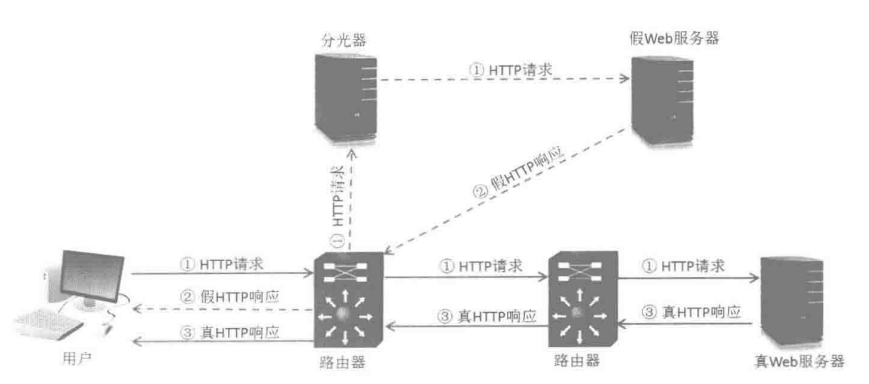 分光器
假Web服务器
① HTTP请求
① HTTP请求
② 假HTTP响应
① HTTP请求
① HTTP请求
① HTTP请求
② 假HTTP响应
③ 真HTTP响应
③ 真HTTP响应
③ 真HTTP响应
用户
路由器
路由器
真Web服务器